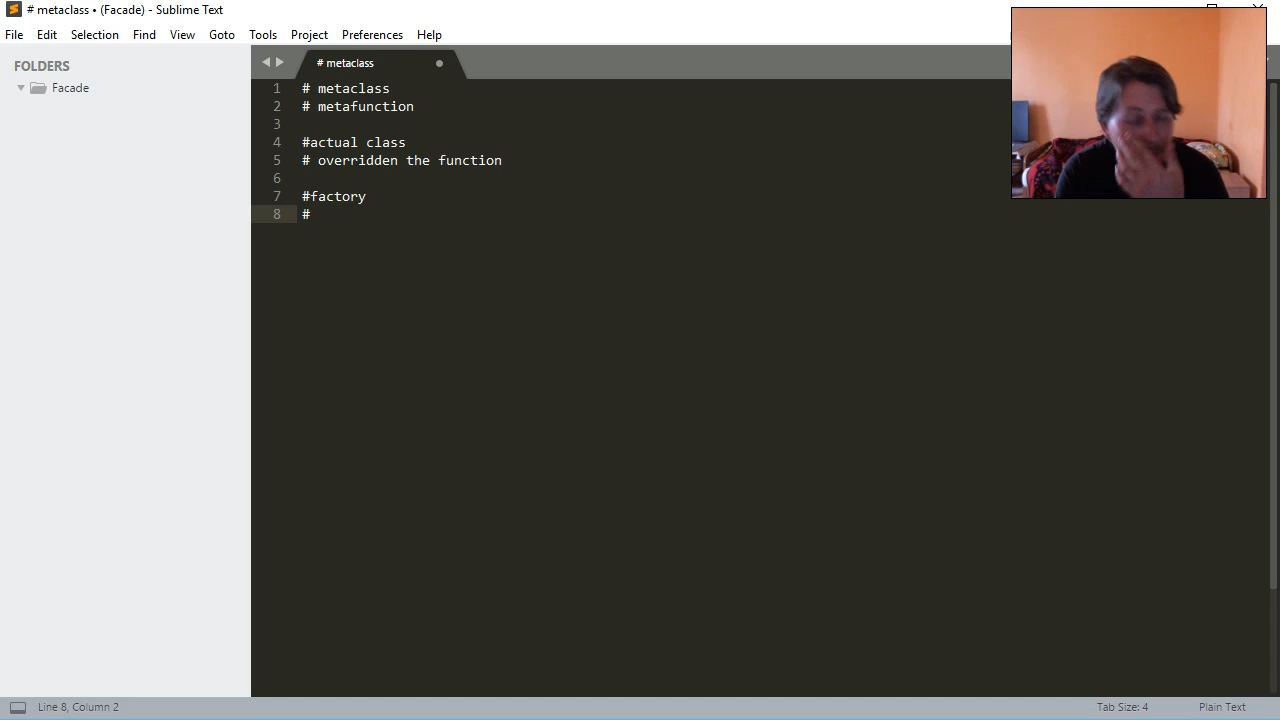 # metaclass • (Facade) - Sublime Text
File Edit Selection Find View Goto Tools Project Preferences Help
FOLDERS
Facade
# metaclass
1 # metaclass
2 # metafunction
3
4 #actual class
5 # overridden the function
6
7 #factory
8 #
Line 8, Column 2
Tab Size: 4
Plain Text